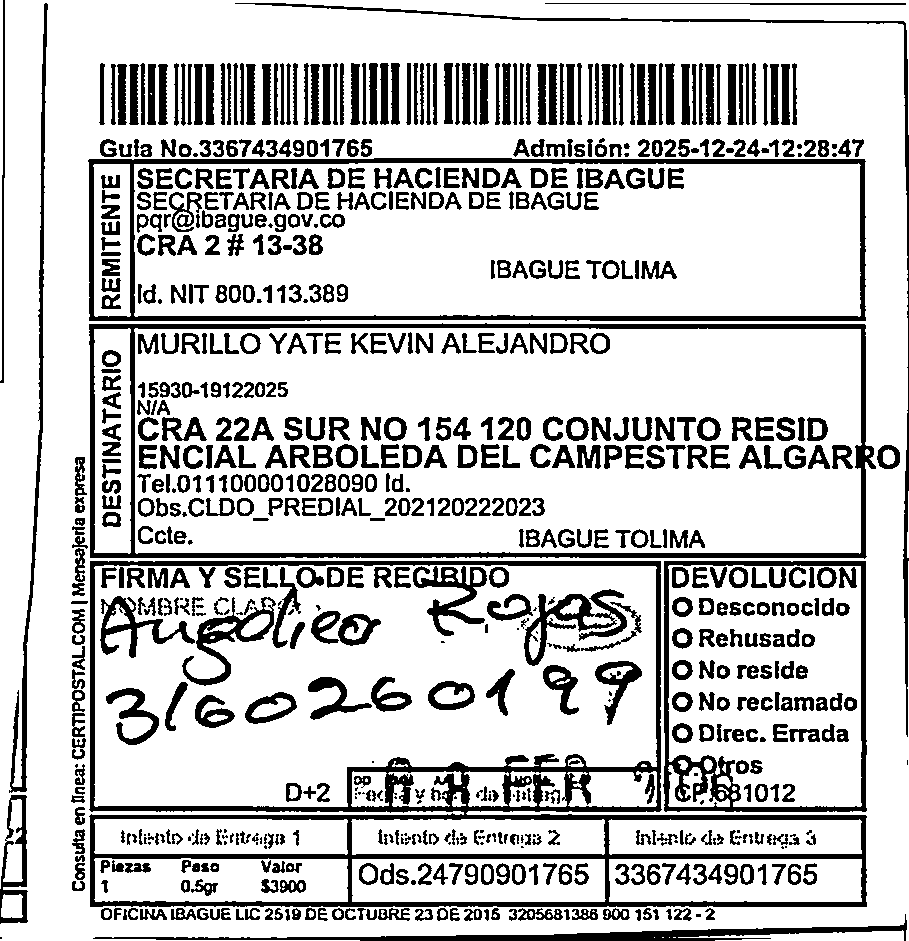 Guia No.3367434901765 Admisión: 2025-12-24-12:28:47
REMITENTE
SECRETARIA DE HACIENDA DE IBAGUE
SECRETARIA DE HACIENDA DE IBAGUE
pqr@ibague.gov.co
CRA 2 # 13-38
IBAGUE TOLIMA
Id. NIT 800.113.389
DESTINATARIO
MURILLO YATE KEVIN ALEJANDRO
15930-19122025
N/A
CRA 22A SUR NO 154 120 CONJUNTO RESID
ENCIAL ARBOLEDA DEL CAMPESTRE ALGARRO
Tel.011100001028090 Id.
Obs.CLDO_PREDIAL_202120222023
Ccte. IBAGUE TOLIMA
Consulta en línea: CERTIPOSTAL.COM | Mensajería expresa
FIRMA Y SELLO DE RECIBIDO
NOMBRE CLARO
Angelica Rojas
3160260199
D+2
DEVOLUCION
Desconocido
Rehusado
No reside
No reclamado
Direc. Errada
Otros
CP.681012
Intento de Entrega 1 Intento de Entrega 2 Intento de Entrega 3
Piezas Peso Valor
1 0.5gr $3900
Ods.24790901765 3367434901765
OFICINA IBAGUE LIC 2519 DE OCTUBRE 23 DE 2015 3205681386 900 151 122 - 2